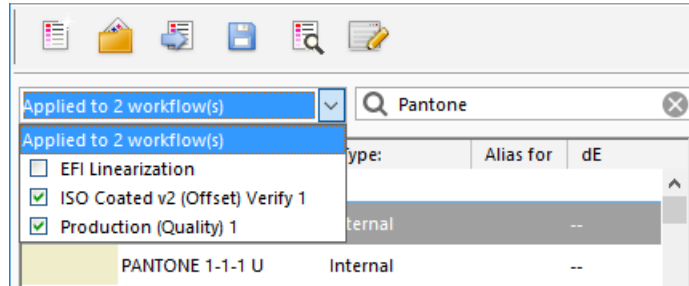 Applied to 2 workflow(s) Pantone
Applied to 2 workflow(s)
EFI Linearization ype: Alias for dE
ISO Coated v2 (Offset) Verify 1
Production (Quality) 1 ternal --
PANTONE 1-1-1 U Internal --